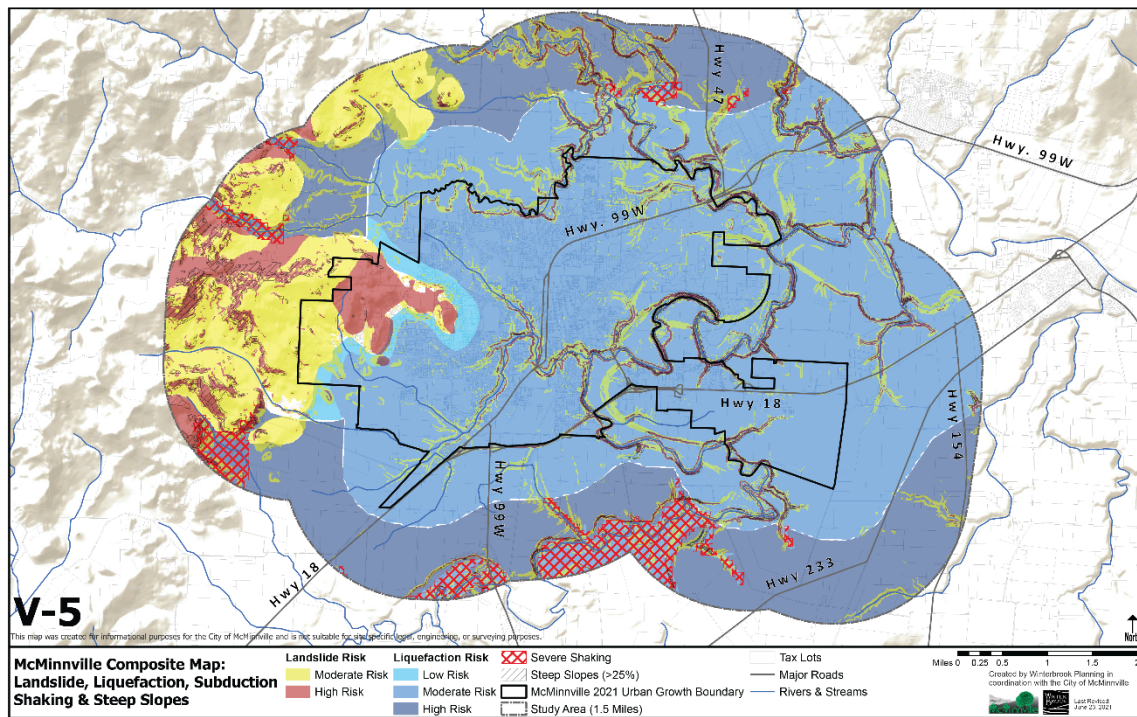 Hwy 47
Hwy. 99W
Hwy. 99W
Hwy 18
Hwy 154
Hwy 99W
Hwy 233
Hwy 18
V-5
This map was created for informational purposes for the City of McMinnville and is not suitable for site specific legal, engineering, or surveying purposes.
North
McMinnville Composite Map:
Landslide, Liquefaction, Subduction
Shaking & Steep Slopes
Landslide Risk
Moderate Risk
High Risk
Liquefaction Risk
Low Risk
Moderate Risk
High Risk
Severe Shaking
Steep Slopes (>25%)
McMinnville 2021 Urban Growth Boundary
Study Area (1.5 Miles)
Tax Lots
Major Roads
Rivers & Streams
Miles 0 0.25 0.5 1 1.5 2
Created by Winterbrook Planning in
coordination with the City of McMinnville
Last Revised
June 23, 2021